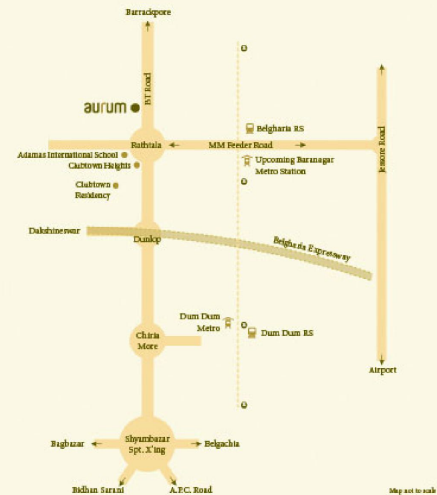 Barrackpore
BT Road
aurum
Belgharia RS
Rathtala
MM Feeder Road
Jessore Road
Adamas International School
Clubtown Heights
Upcoming Baranagar
Metro Station
Clubtown
Residency
Dakshineswar
Dunlop
Belgharia Expressway
Dum Dum
Metro
Dum Dum RS
Chiria
More
Airport
Shyambazar
5pt. X'ing
Bagbazar
Belgachia
Bidhan Sarani
A.P.C. Road
Map not to scale